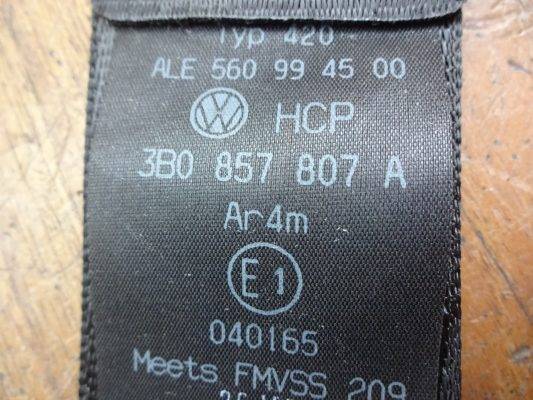 Typ 420
ALE 560 99 45 00
HCP
3B0 857 807 A
Ar4m
E1
040165
Meets FMVSS 209